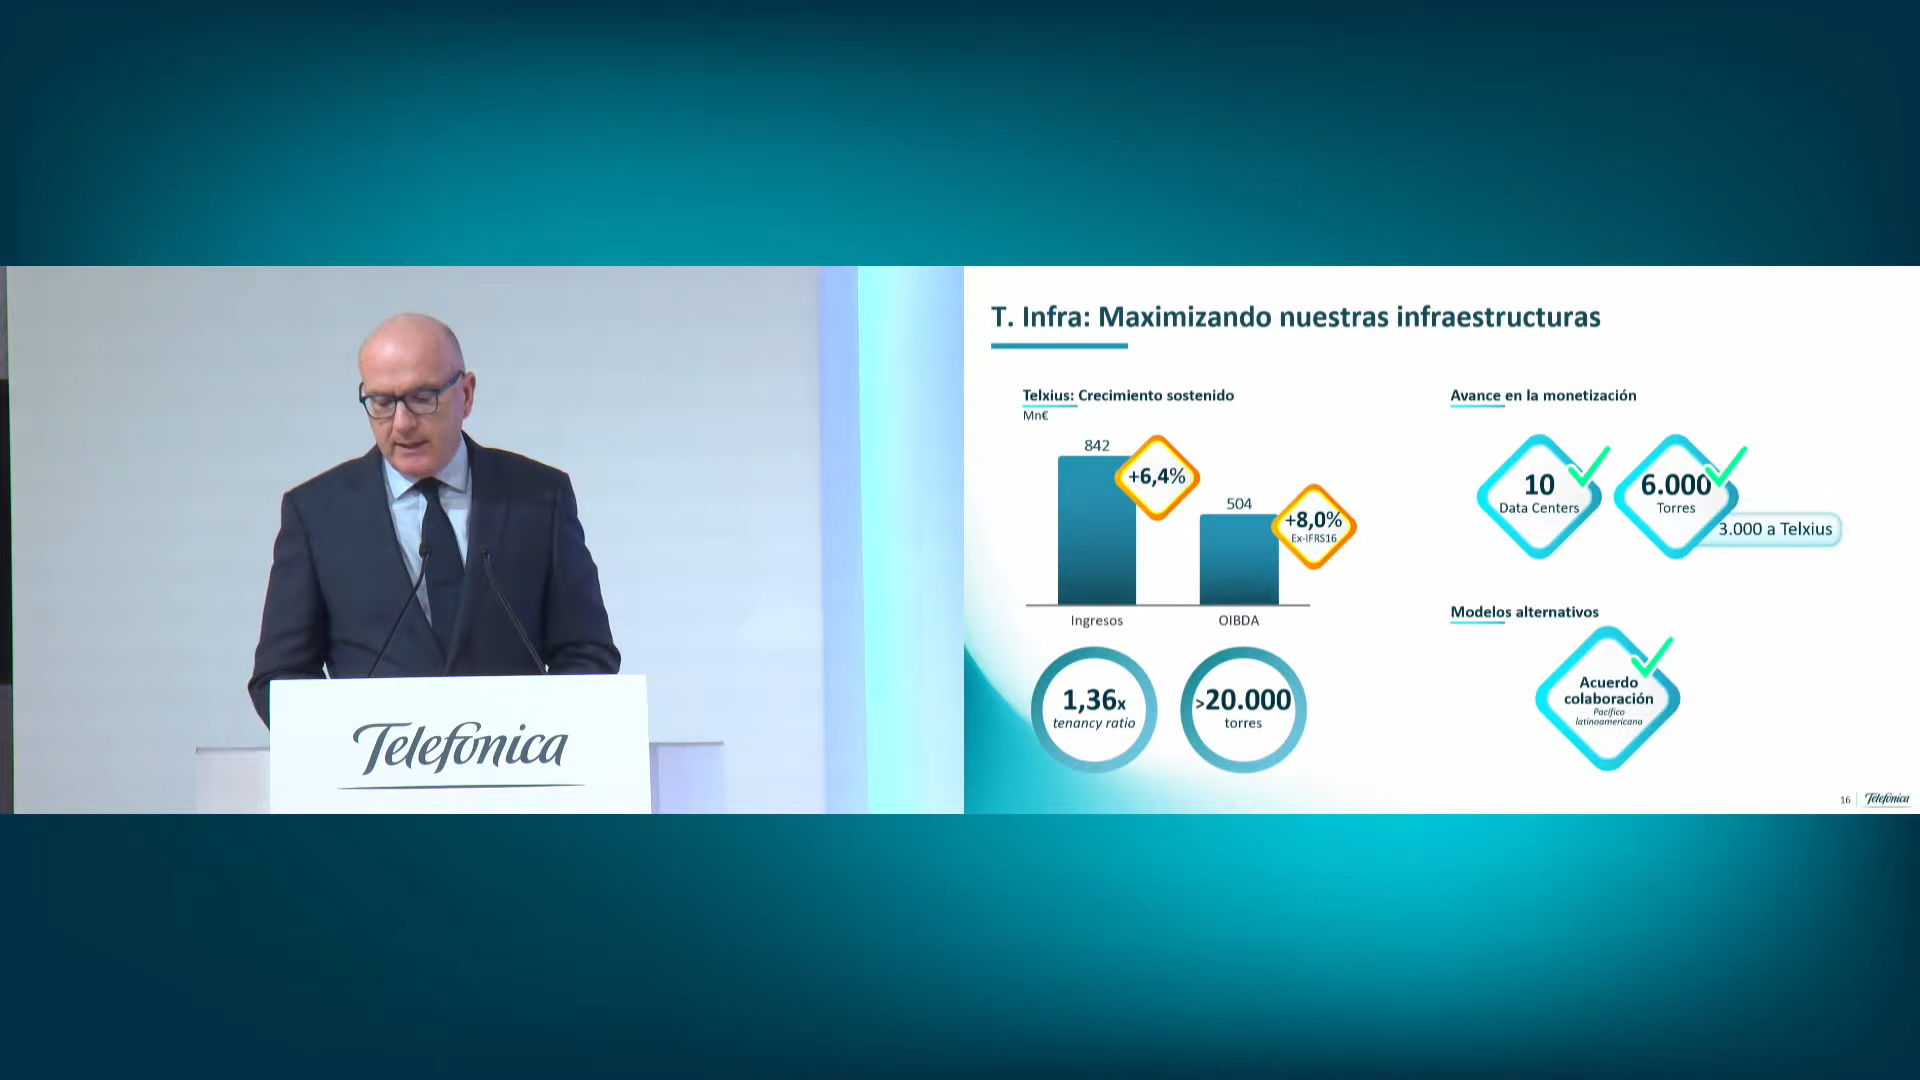 Telefónica
T. Infra: Maximizando nuestras infraestructuras
Telxius: Crecimiento sostenido
Mn€
842
+6,4%
504
+8,0%
Ex-IFRS16
Ingresos
OIBDA
1,36x
tenancy ratio
>20.000
torres
Avance en la monetización
10
Data Centers
6.000
Torres
3.000 a Telxius
Modelos alternativos
Acuerdo
colaboración
Pacífico
latinoamericano
16
Telefónica